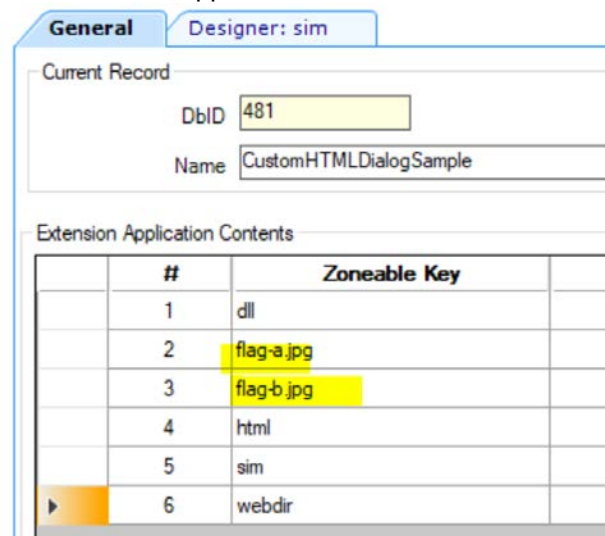 General Designer: sim
Current Record
DbID 481
Name CustomHTMLDialogSample
Extension Application Contents
# Zoneable Key
1 dll
2 flag-a.jpg
3 flag-b.jpg
4 html
5 sim
6 webdir